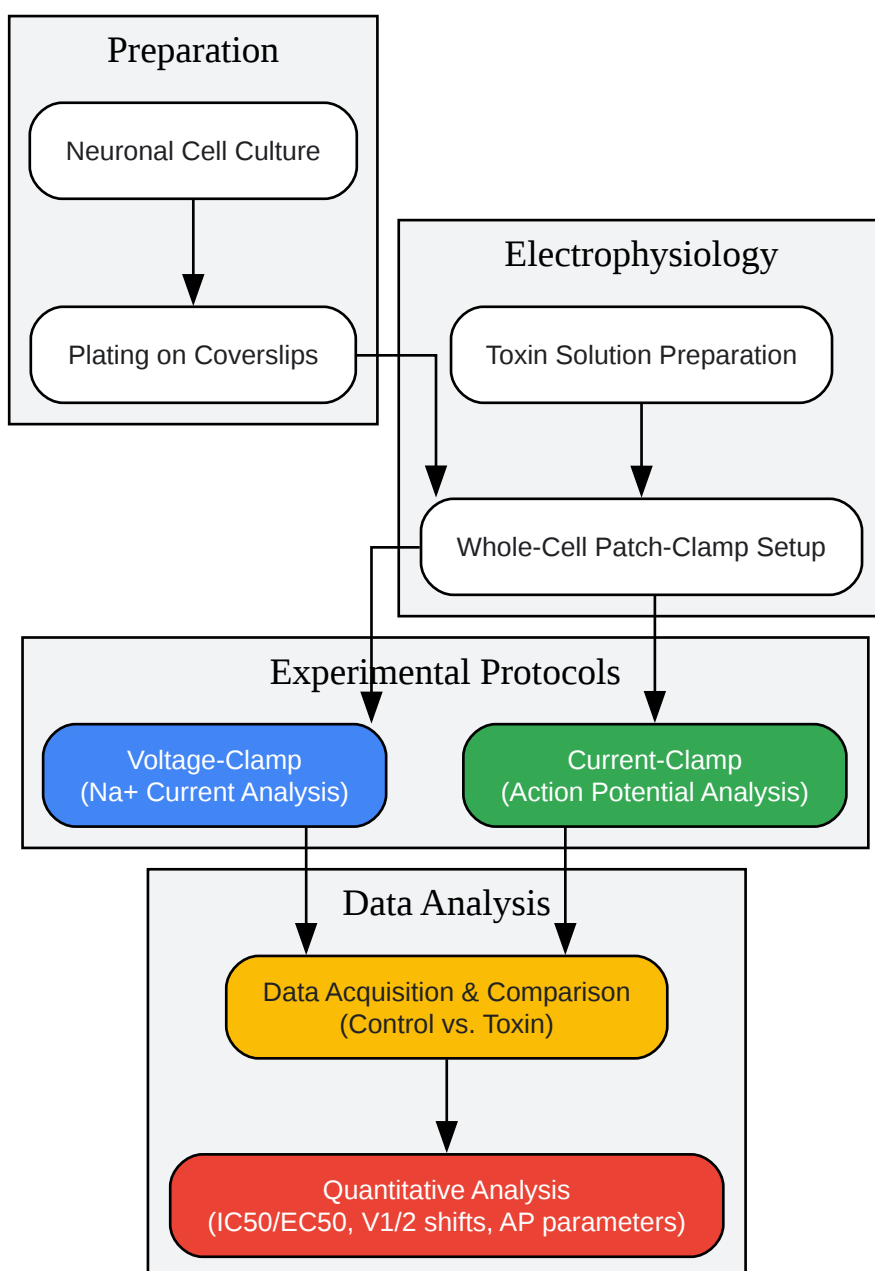 Preparation
Neuronal Cell Culture
Plating on Coverslips
Electrophysiology
Toxin Solution Preparation
Whole-Cell Patch-Clamp Setup
Experimental Protocols
Voltage-Clamp
(Na+ Current Analysis)
Current-Clamp
(Action Potential Analysis)
Data Analysis
Data Acquisition & Comparison
(Control vs. Toxin)
Quantitative Analysis
(IC50/EC50, V1/2 shifts, AP parameters)